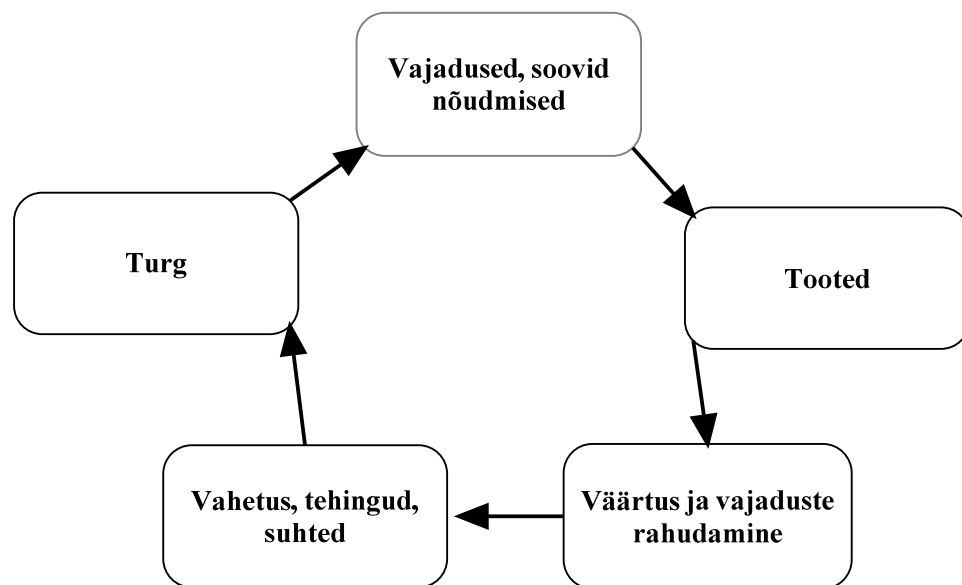 Vajadused, soovid
nõudmised
Turg
Tooted
Vahetus, tehingud,
suhted
Väärtus ja vajaduste
rahudamine